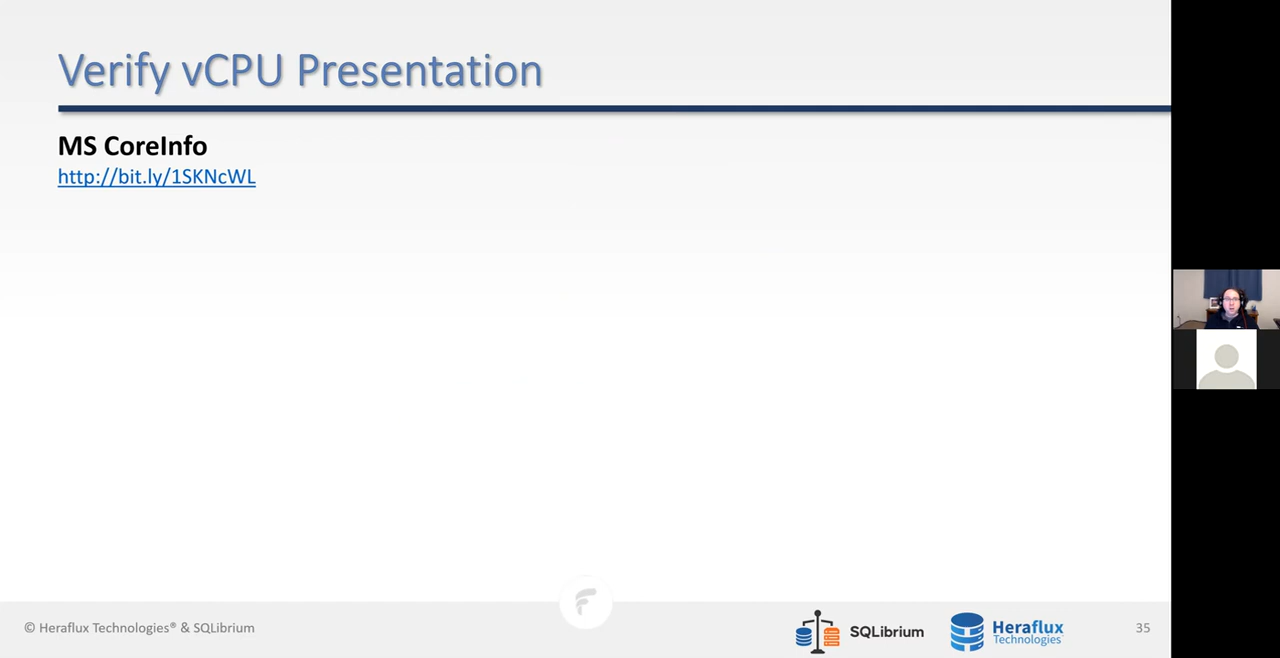 Verify vCPU Presentation
MS CoreInfo
http://bit.ly/1SKNcWL
© Heraflux Technologies® & SQLibrium
SQLibrium
Heraflux
Technologies
35